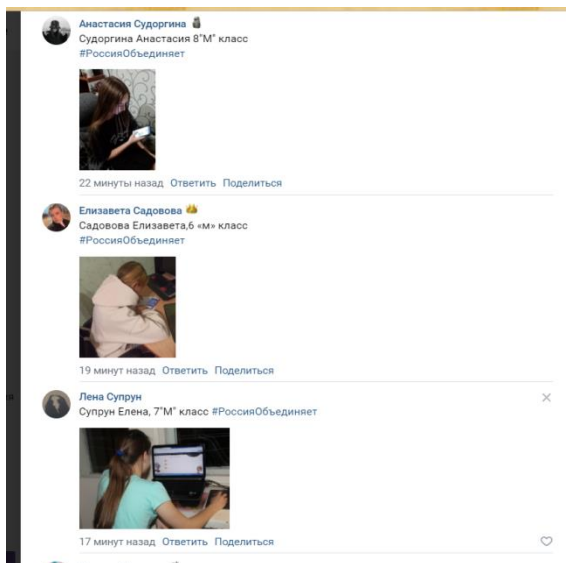 Анастасия Судоргина
Судоргина Анастасия 8"М" класс
#РоссияОбъединяет
22 минуты назад Ответить Поделиться
Елизавета Садовова
Садовова Елизавета,6 «м» класс
#РоссияОбъединяет
19 минут назад Ответить Поделиться
Лена Супрун
Супрун Елена, 7"М" класс #РоссияОбъединяет
17 минут назад Ответить Поделиться